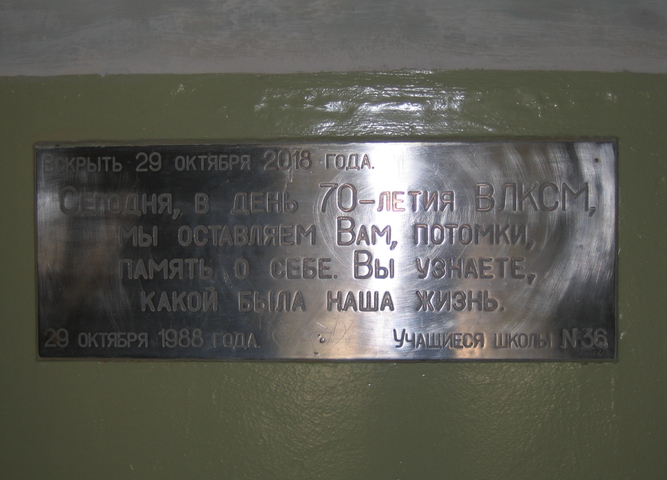 Вскрыть 29 октября 2018 года.
Сегодня, в день 70-летия ВЛКСМ,
мы оставляем Вам, потомки,
память о себе. Вы узнаете,
какой была наша жизнь.
29 октября 1988 года. Учащиеся школы №36